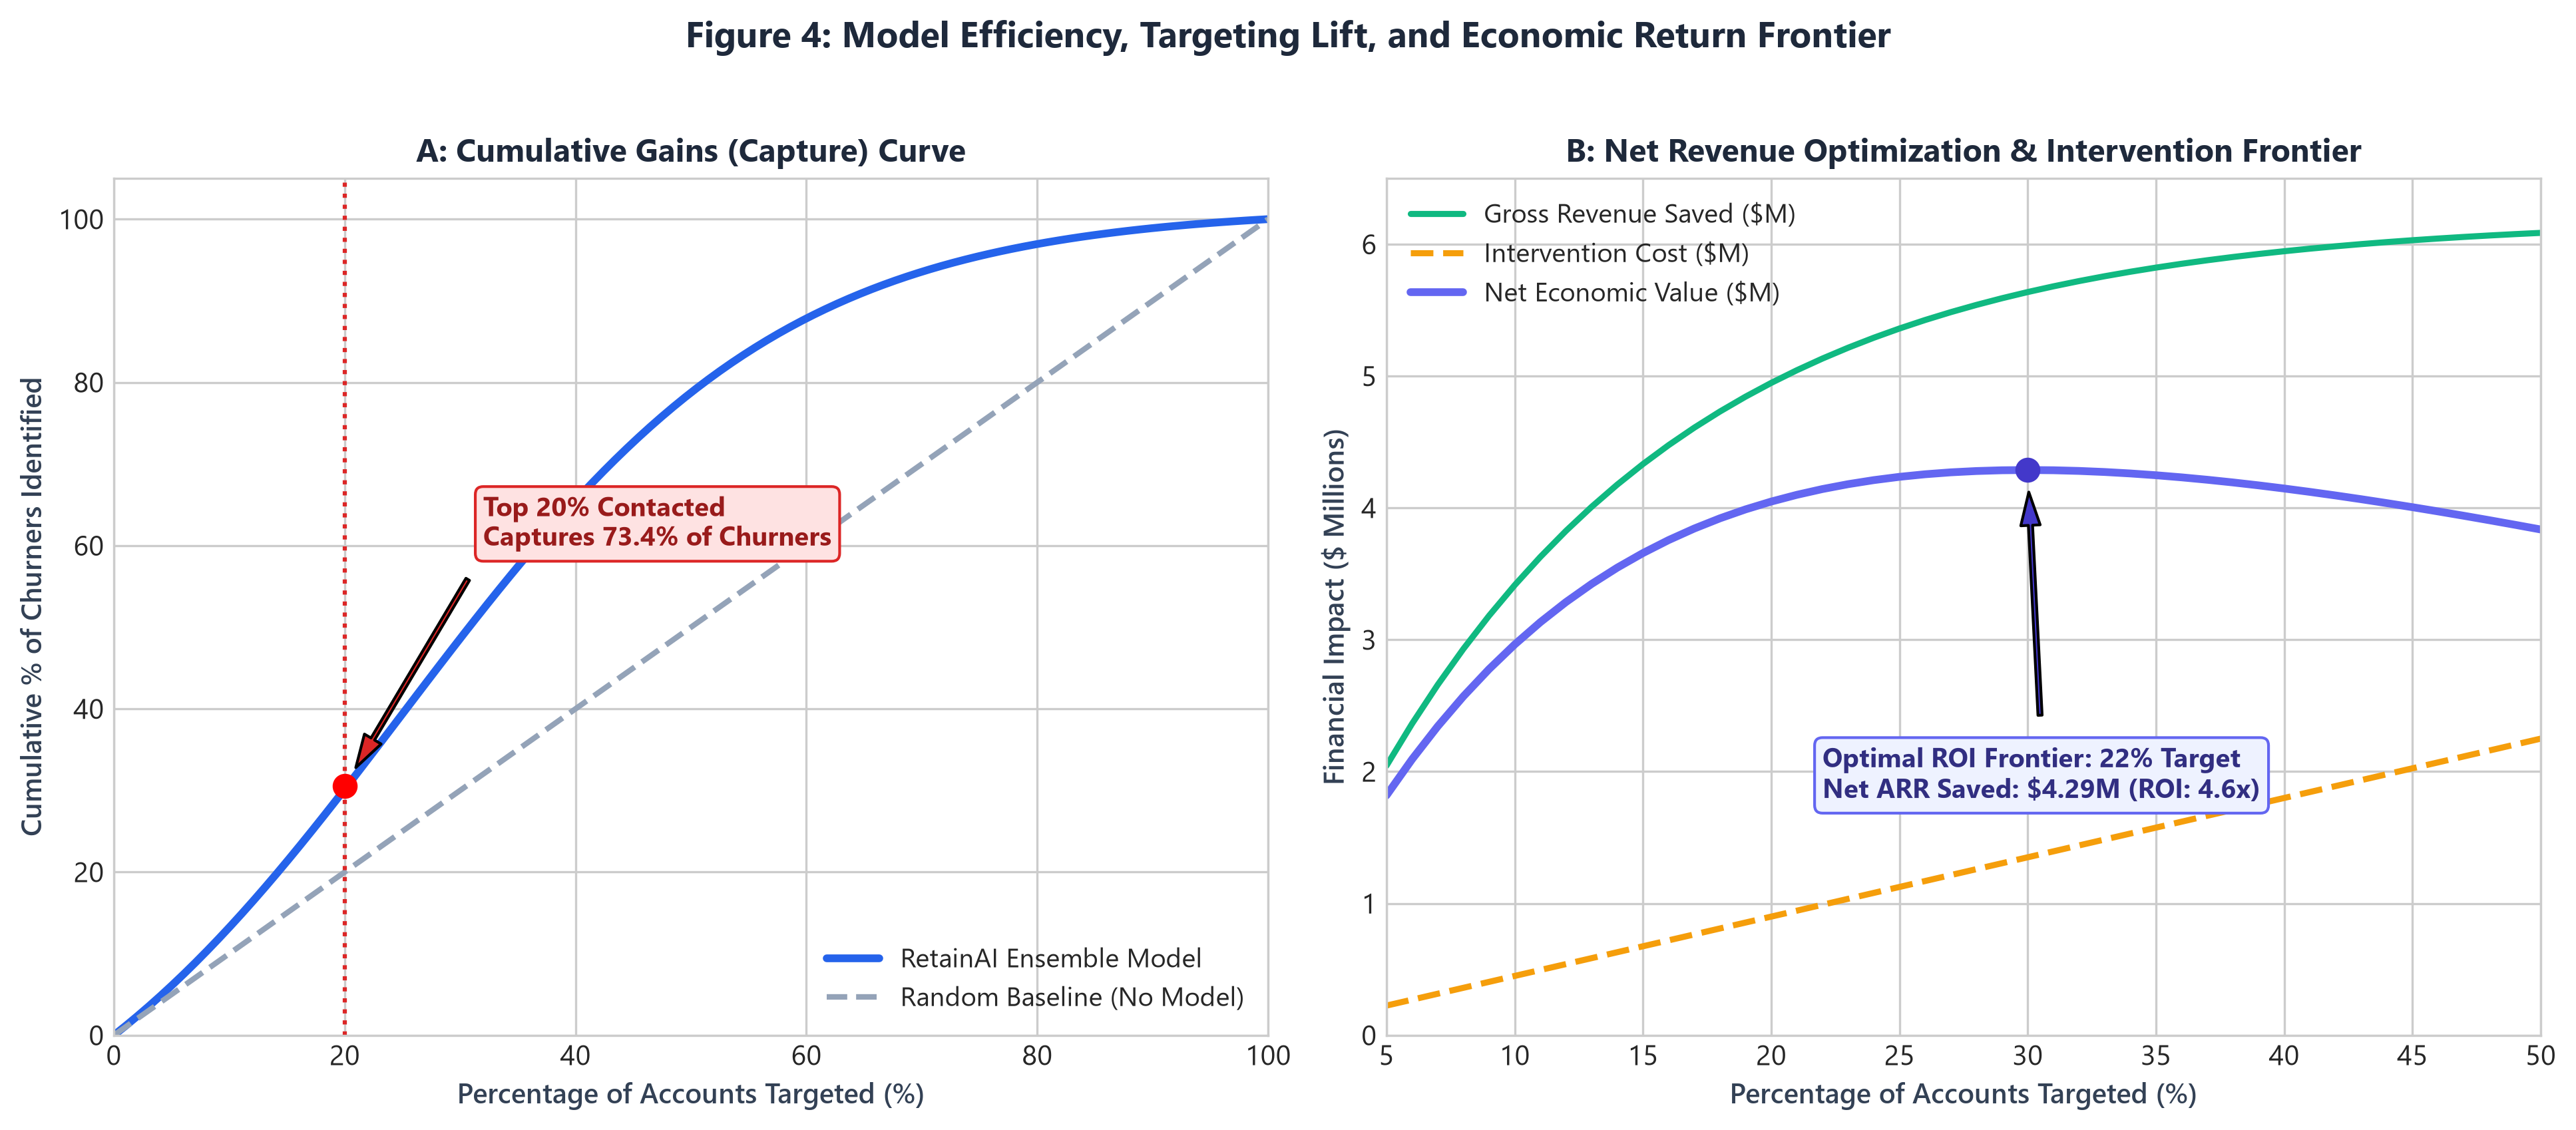 Figure 4: Model Efficiency, Targeting Lift, and Economic Return Frontier
A: Cumulative Gains (Capture) Curve
Cumulative % of Churners Identified
100
80
60
40
20
0
Top 20% Contacted
Captures 73.4% of Churners
RetainAI Ensemble Model
Random Baseline (No Model)
0 20 40 60 80 100
Percentage of Accounts Targeted (%)
B: Net Revenue Optimization & Intervention Frontier
Financial Impact ($ Millions)
6
5
4
3
2
1
0
Gross Revenue Saved ($M)
Intervention Cost ($M)
Net Economic Value ($M)
Optimal ROI Frontier: 22% Target
Net ARR Saved: $4.29M (ROI: 4.6x)
5 10 15 20 25 30 35 40 45 50
Percentage of Accounts Targeted (%)